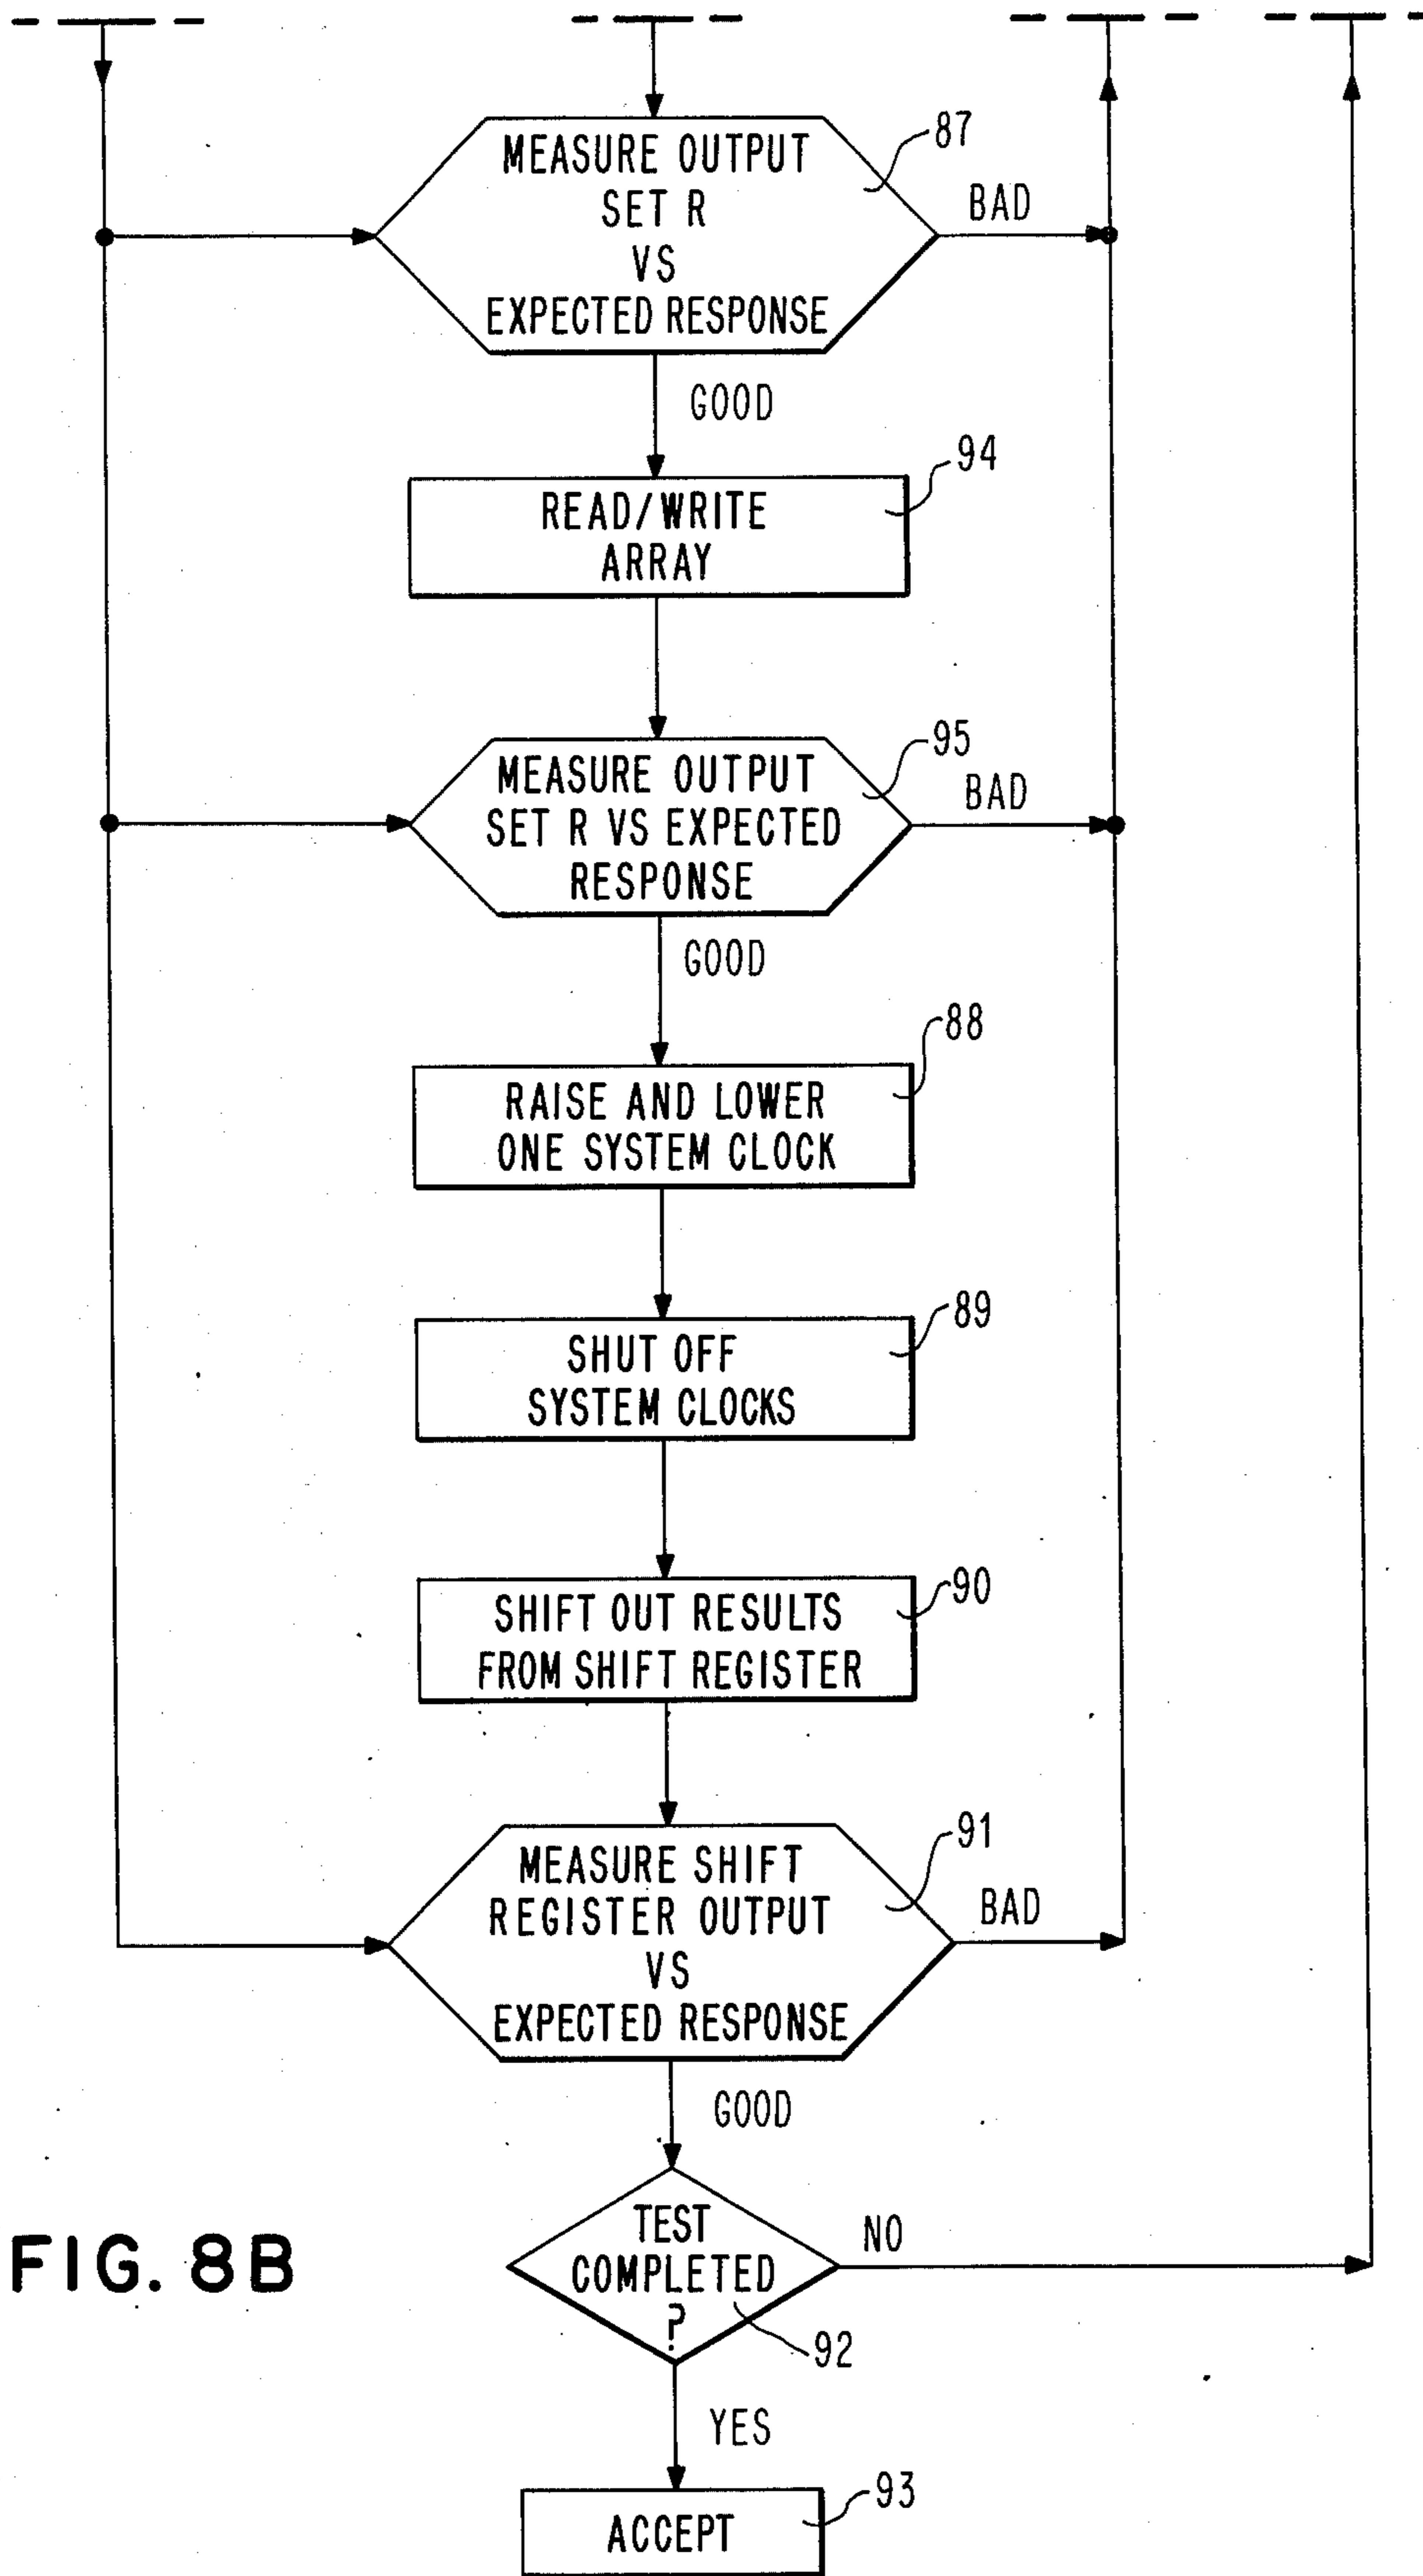 MEASURE OUTPUT
SET R
VS
EXPECTED RESPONSE
87
BAD
GOOD
94
READ/WRITE
ARRAY
95
MEASURE OUTPUT
SET R VS EXPECTED
RESPONSE
BAD
GOOD
88
RAISE AND LOWER
ONE SYSTEM CLOCK
89
SHUT OFF
SYSTEM CLOCKS
90
SHIFT OUT RESULTS
FROM SHIFT REGISTER
91
MEASURE SHIFT
REGISTER OUTPUT
VS
EXPECTED RESPONSE
BAD
GOOD
TEST
COMPLETED
?
NO
92
FIG. 8B
YES
93
ACCEPT